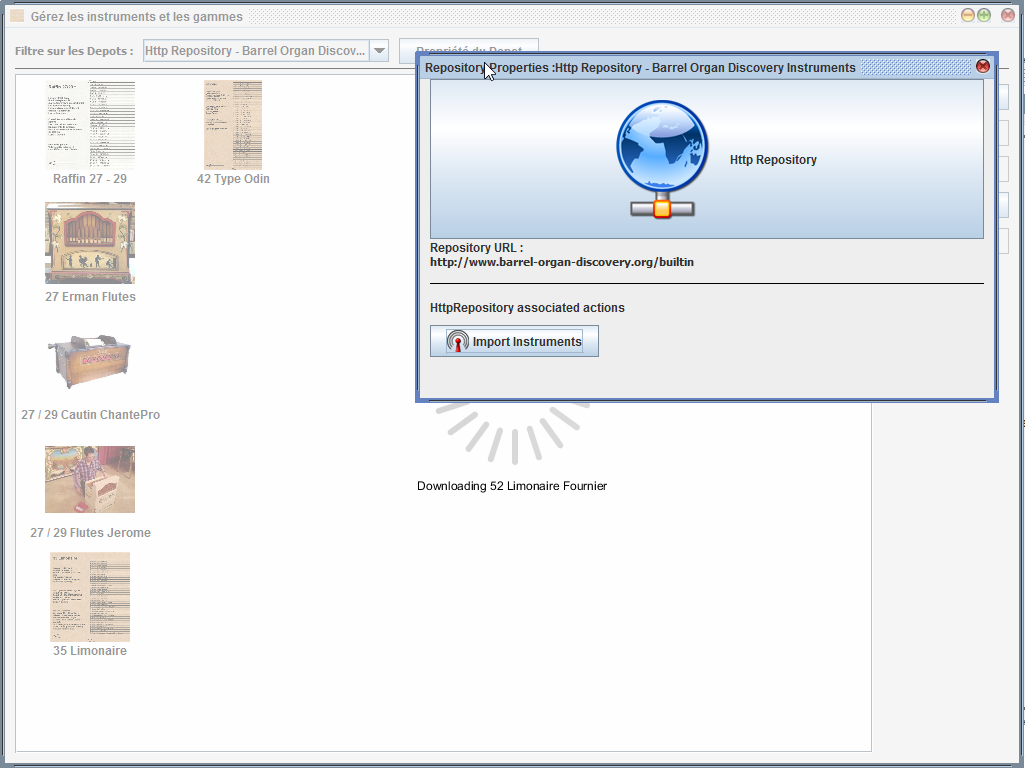 Gérez les instruments et les gammes
Filtre sur les Depots :
Http Repository - Barrel Organ Discov...
Propriété du Depot
Repository Properties :Http Repository - Barrel Organ Discovery Instruments
Http Repository
Repository URL :
http://www.barrel-organ-discovery.org/builtin
HttpRepository associated actions
Import Instruments
Raffin 27 - 29
42 Type Odin
27 Erman Flutes
27 / 29 Cautin ChantePro
27 / 29 Flutes Jerome
35 Limonaire
Downloading 52 Limonaire Fournier